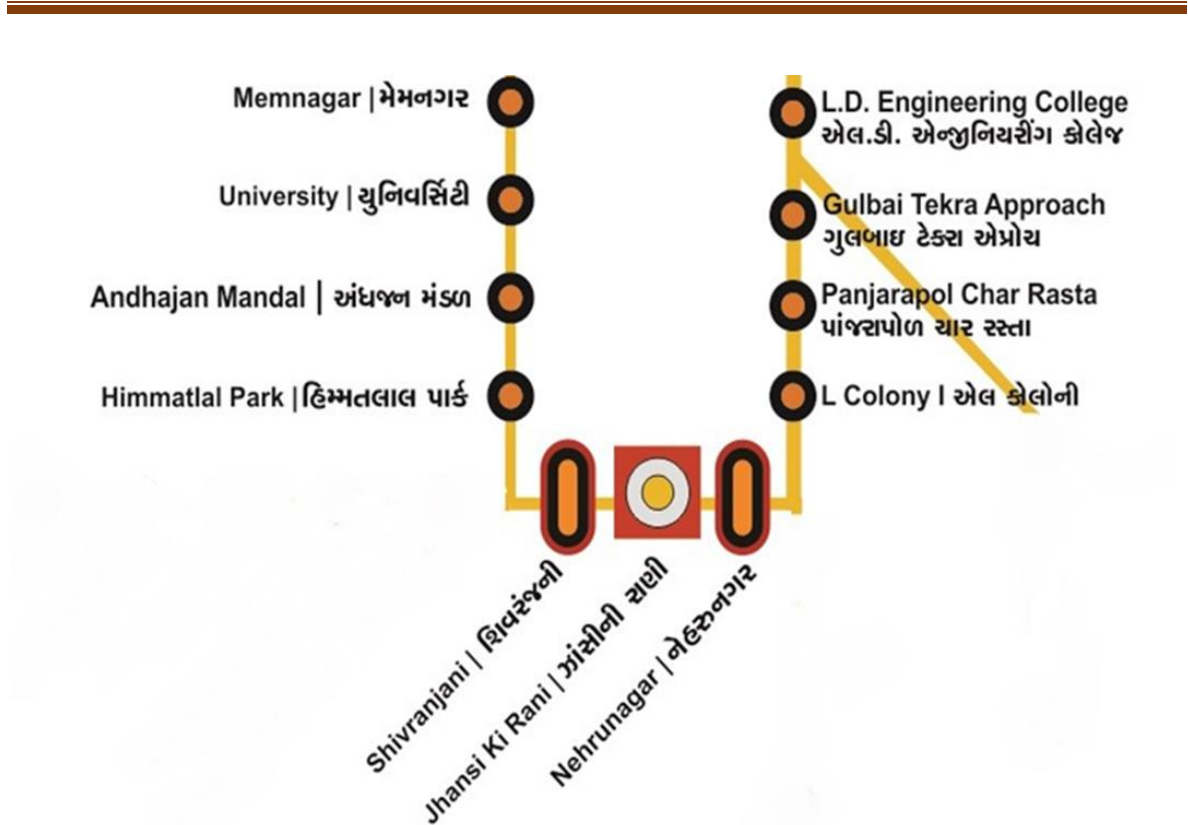 Memnagar | મેમનગર
University | યુનિવર્સિટી
Andhajan Mandal | અંધજન મંડળ
Himmatlal Park | હિમ્મતલાલ પાર્ક
Shivranjani | શિવરંજની
Jhansi Ki Rani | ઝાંસીની રાણી
Nehrunagar | નેહરુનગર
L.D. Engineering College
એલ.ડી. એન્જીનિયરીંગ કોલેજ
Gulbai Tekra Approach
ગુલબાઇ ટેકરા એપ્રોચ
Panjarapol Char Rasta
પાંજરાપોળ ચાર રસ્તા
L Colony l એલ કોલોની